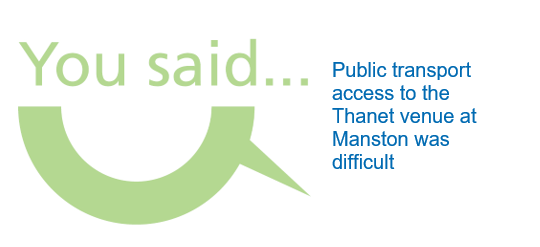 You said...
Public transport
access to the
Thanet venue at
Manston was
difficult